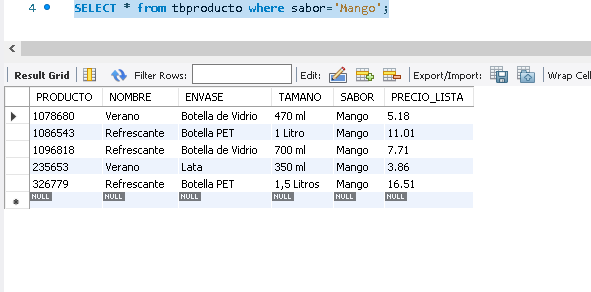 4 SELECT * from tbproducto where sabor='Mango';
Result Grid Filter Rows: Edit: Export/Import: Wrap Cel
PRODUCTO NOMBRE ENVASE TAMANO SABOR PRECIO_LISTA
1078680 Verano Botella de Vidrio 470 ml Mango 5.18
1086543 Refrescante Botella PET 1 Litro Mango 11.01
1096818 Refrescante Botella de Vidrio 700 ml Mango 7.71
235653 Verano Lata 350 ml Mango 3.86
326779 Refrescante Botella PET 1,5 Litros Mango 16.51
NULL NULL NULL NULL NULL NULL